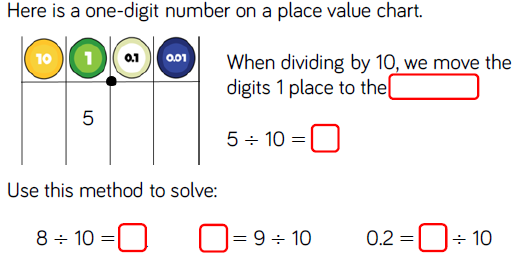 Here is a one-digit number on a place value chart.
10 1 0.1 0.01
When dividing by 10, we move the
digits 1 place to the
5
5 ÷ 10 =
Use this method to solve:
8 ÷ 10 =
= 9 ÷ 10
0.2 = ÷ 10